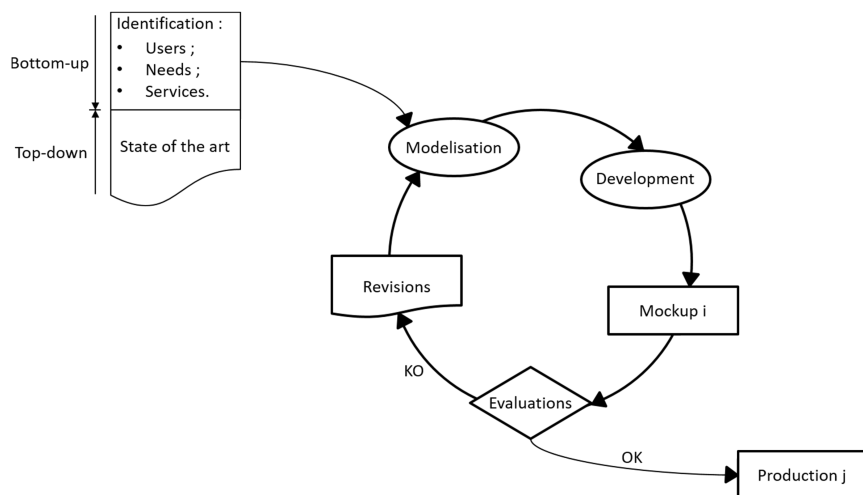 Identification :
Bottom-up
• Users ;
• Needs ;
• Services.
Top-down
State of the art
Modelisation
Development
Revisions
Mockup i
KO
Evaluations
OK
Production j